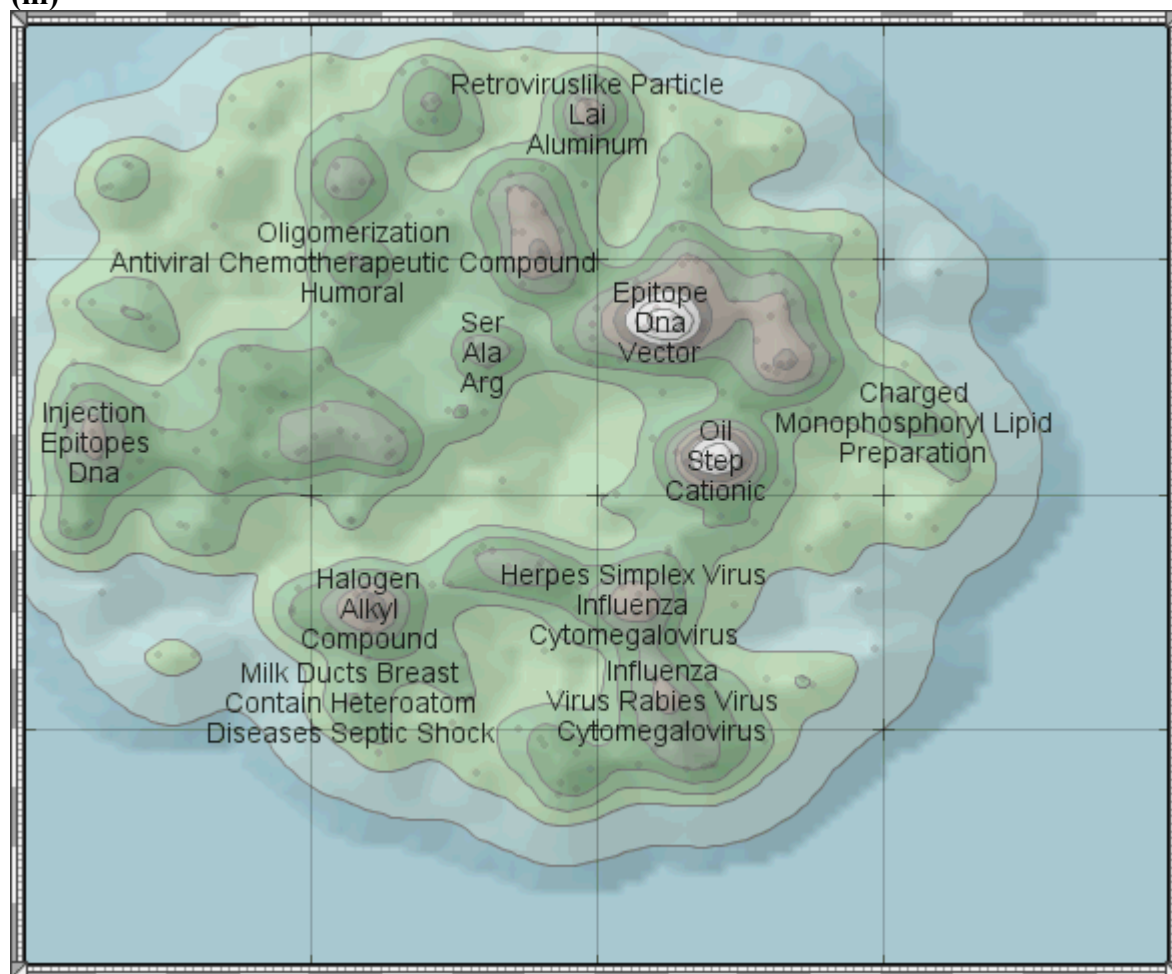 Retroviruslike Particle
Lai
Aluminum
Oligomerization
Antiviral Chemotherapeutic Compound
Humoral
Epitope
Dna
Vector
Ser
Ala
Arg
Charged
Monophosphoryl Lipid
Preparation
Injection
Epitopes
Dna
Oil
Step
Cationic
Halogen
Alkyl
Compound
Herpes Simplex Virus
Influenza
Cytomegalovirus
Milk Ducts Breast
Contain Heteroatom
Diseases Septic Shock
Influenza
Virus Rabies Virus
Cytomegalovirus